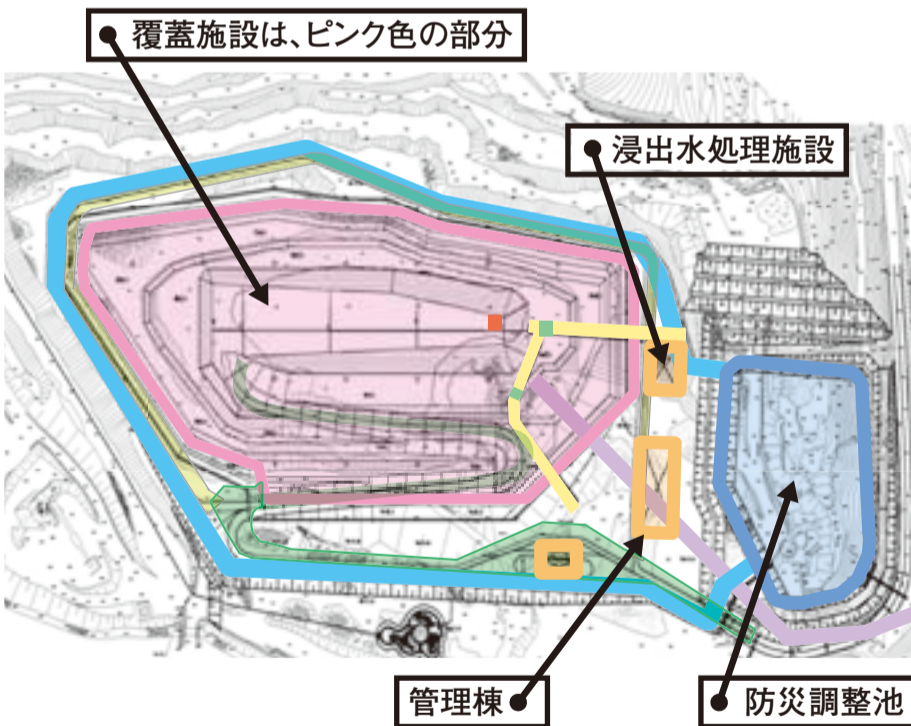 覆蓋施設は、ピンク色の部分
浸出水処理施設
管理棟
防災調整池